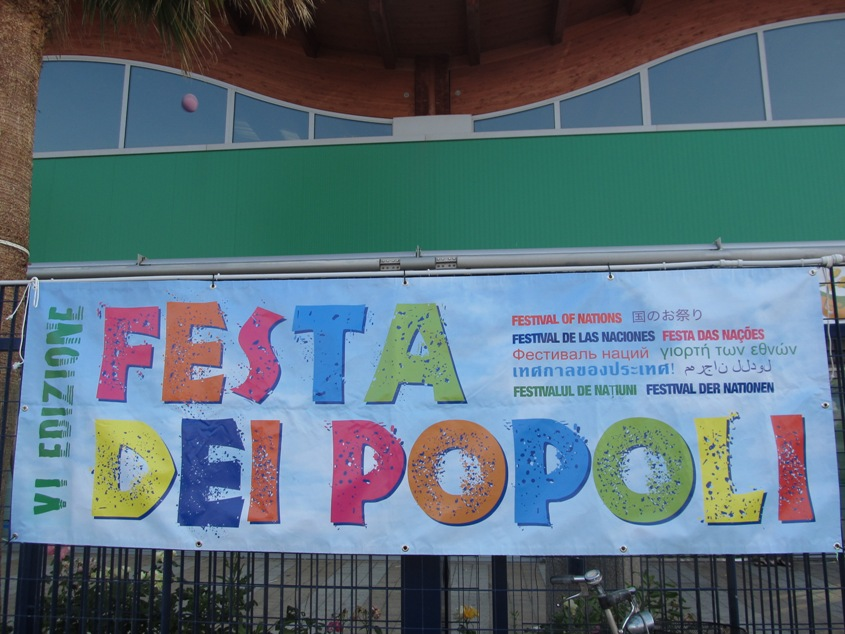 VI EDIZIONE
FESTA
DEI POPOLI
FESTIVAL OF NATIONS 国のお祭り
FESTIVAL DE LAS NACIONES FESTA DAS NAÇÕES
Фестиваль наций γιορτή των εθνών
เทศกาลของประเทศ! مهرجان للدول
FESTIVALUL DE NAȚIUNI FESTIVAL DER NATIONEN